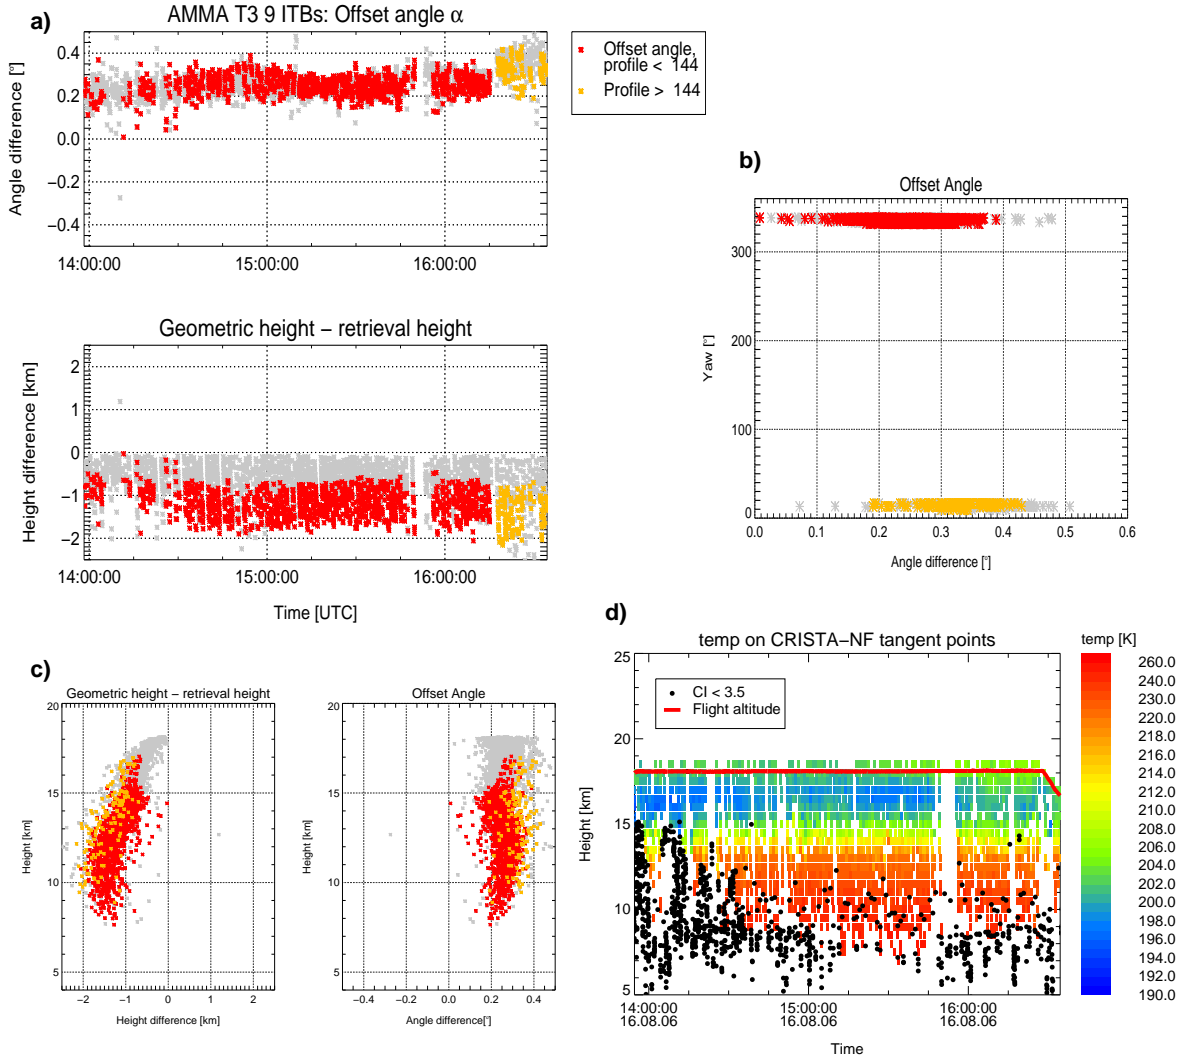 a)
AMMA T3 9 ITBs: Offset angle α
Angle difference [°]
0.4
0.2
0.0
−0.2
−0.4
14:00:00 15:00:00 16:00:00
Offset angle,
profile < 144
Profile > 144
Geometric height − retrieval height
Height difference [km]
2
1
0
−1
−2
14:00:00 15:00:00 16:00:00
Time [UTC]
b)
Offset Angle
Yaw [°]
300
200
100
0
0.0 0.1 0.2 0.3 0.4 0.5 0.6
Angle difference [°]
c)
Geometric height − retrieval height
Height [km]
20
15
10
5
−2 −1 0 1 2
Height difference [km]
Offset Angle
Height [km]
20
15
10
5
−0.4 −0.2 0.0 0.2 0.4
Angle difference[°]
d)
temp on CRISTA−NF tangent points
Height [km]
25
20
15
10
5
CI < 3.5
Flight altitude
14:00:00 15:00:00 16:00:00
16.08.06 16.08.06 16.08.06
Time
temp [K]
260.0
240.0
230.0
220.0
218.0
216.0
214.0
212.0
210.0
208.0
206.0
204.0
202.0
200.0
198.0
196.0
194.0
192.0
190.0